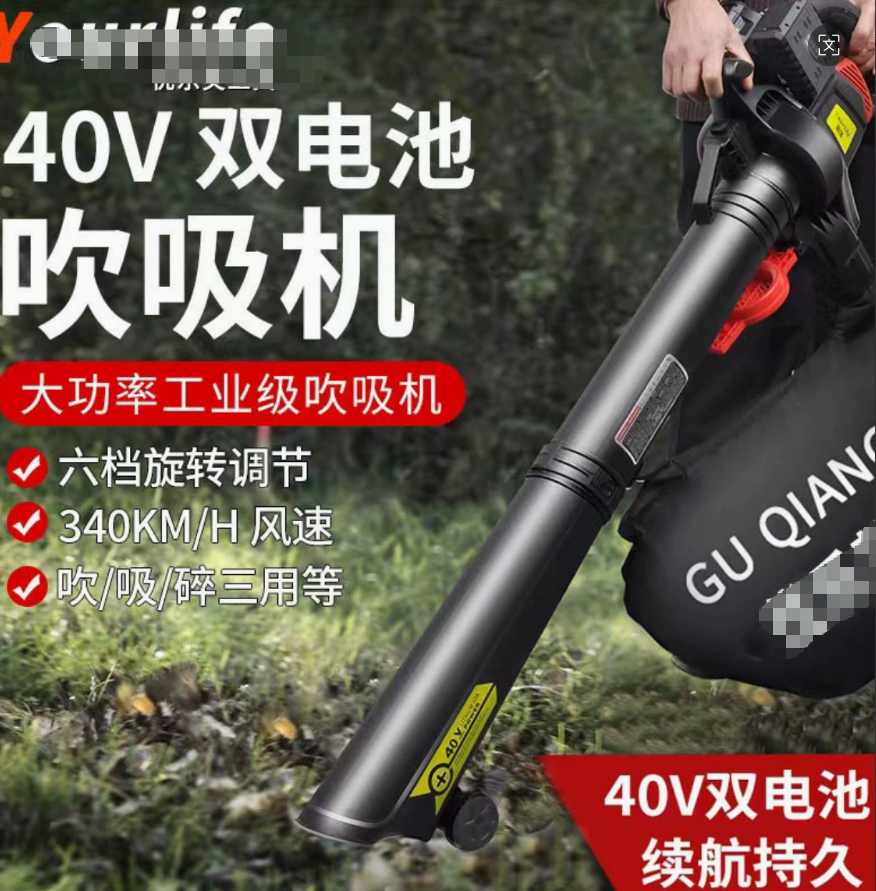 Yourlife
40V 双电池
吹吸机
大功率工业级吹吸机
六档旋转调节
340KM/H 风速
吹/吸/碎三用等
GU QIANG
40V
40V双电池
续航持久